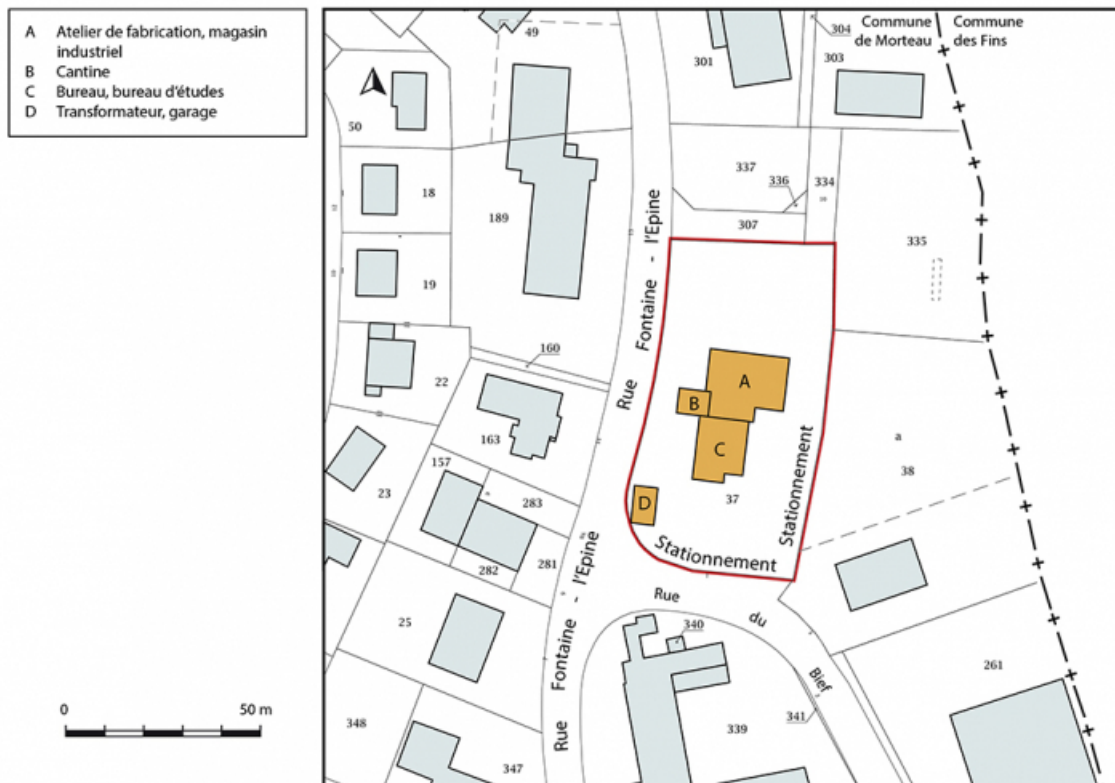 A Atelier de fabrication, magasin
industriel
B Cantine
C Bureau, bureau d'études
D Transformateur, garage
0 50 m
49
301
304
Commune
de Morteau
Commune
des Fins
303
50
18
189
337
336
334
307
335
19
Rue Fontaine - l'Epine
160
22
A
B
C
D
37
Stationnement
Stationnement
a
38
163
157
23
283
282
281
25
Rue Fontaine - l'Epine
Rue du Bief
340
339
341
261
348
347